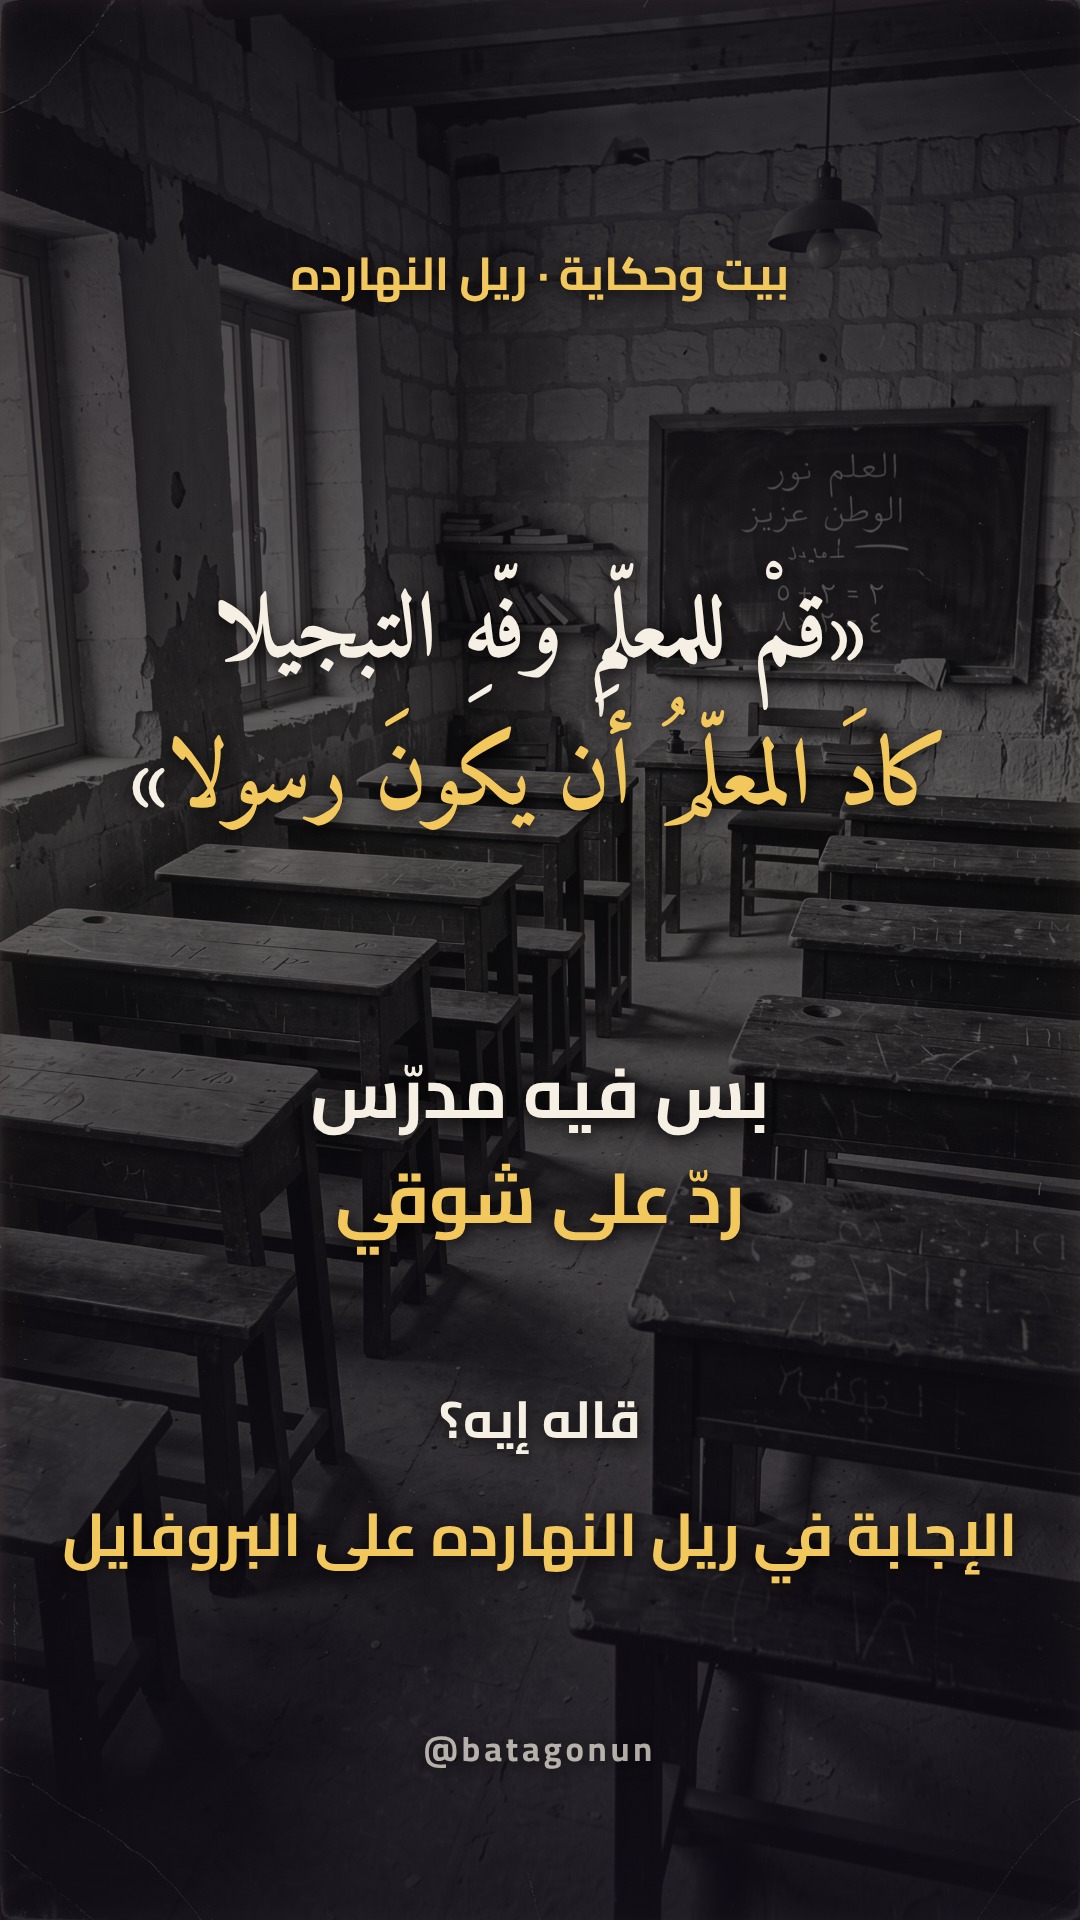 بيت وحكاية · ريل النهارده
العلم نور
الوطن عزيز
«قمْ للمعلّمِ وفّهِ التبجيلا
كادَ المعلّمُ أن يكونَ رسولا»
بس فيه مدرّس
ردّ على شوقي
قاله إيه؟
الإجابة في ريل النهارده على البروفايل
@batagonun